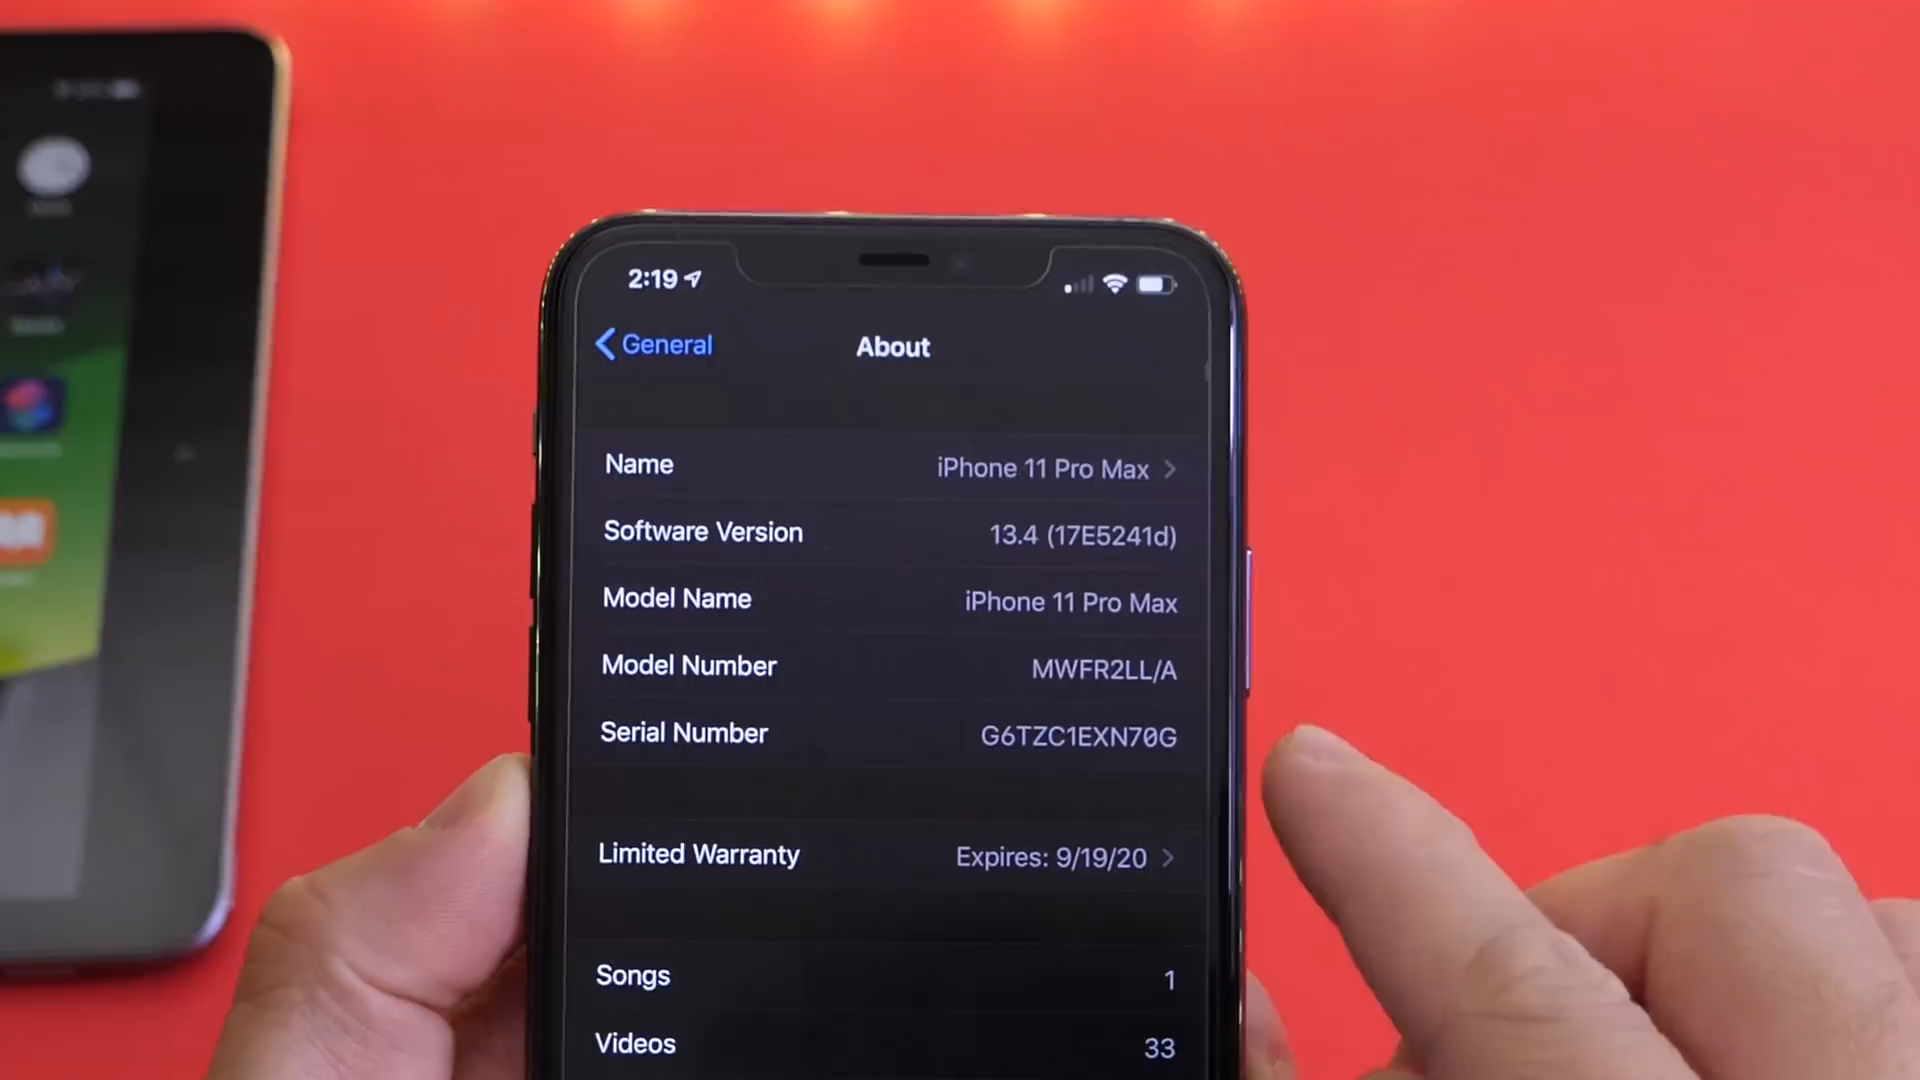 2:19
General
About
Name iPhone 11 Pro Max
Software Version 13.4 (17E5241d)
Model Name iPhone 11 Pro Max
Model Number MWFR2LL/A
Serial Number G6TZC1EXN70G
Limited Warranty Expires: 9/19/20
Songs 1
Videos 33